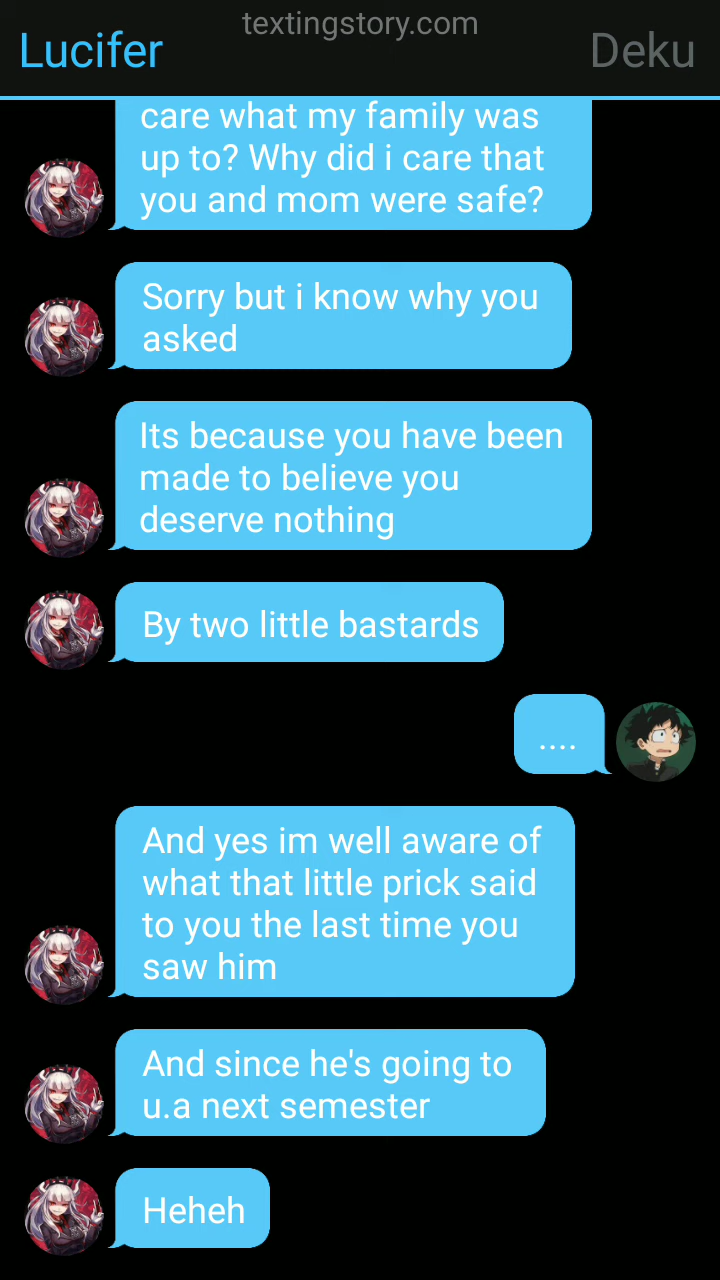 textingstory.com
Lucifer
Deku
care what my family was
up to? Why did i care that
you and mom were safe?
Sorry but i know why you
asked
Its because you have been
made to believe you
deserve nothing
By two little bastards
....
And yes im well aware of
what that little prick said
to you the last time you
saw him
And since he's going to
u.a next semester
Heheh